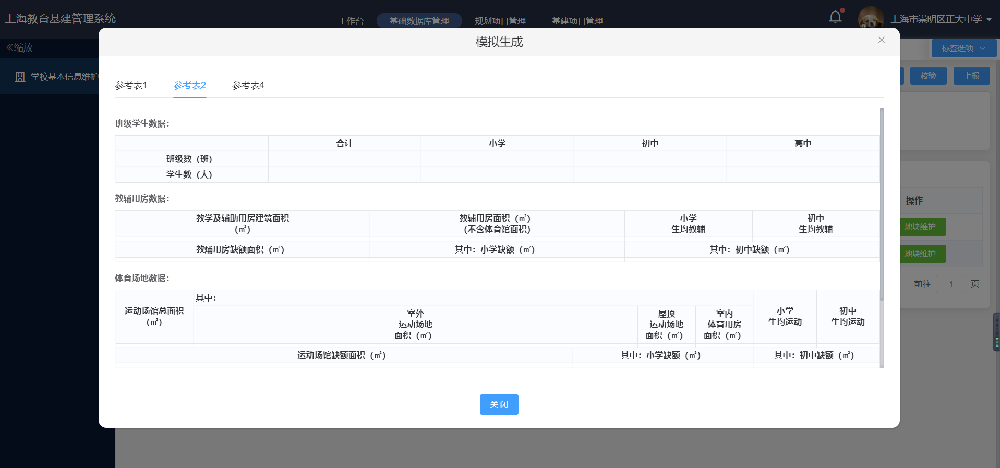 上海教育基建管理系统
工作台
基础数据库管理
规划项目管理
基建项目管理
上海市崇明区正大中学
缩放
标签选项
学校基本信息维护
校验
上报
模拟生成
参考表1
参考表2
参考表4
班级学生数据：
合计
小学
初中
高中
班级数（班）
学生数（人）
教辅用房数据：
教学及辅助用房建筑面积
（㎡）
教辅用房面积（㎡）
（不含体育馆面积）
小学
生均教辅
初中
生均教辅
教辅用房缺额面积（㎡）
其中：小学缺额（㎡）
其中：初中缺额（㎡）
体育场地数据：
运动场馆总面积
（㎡）
其中：
室外
运动场地
面积（㎡）
屋顶
运动场地
面积（㎡）
室内
体育用房
面积（㎡）
小学
生均运动
初中
生均运动
运动场馆缺额面积（㎡）
其中：小学缺额（㎡）
其中：初中缺额（㎡）
操作
地块维护
地块维护
前往
1
页
关 闭